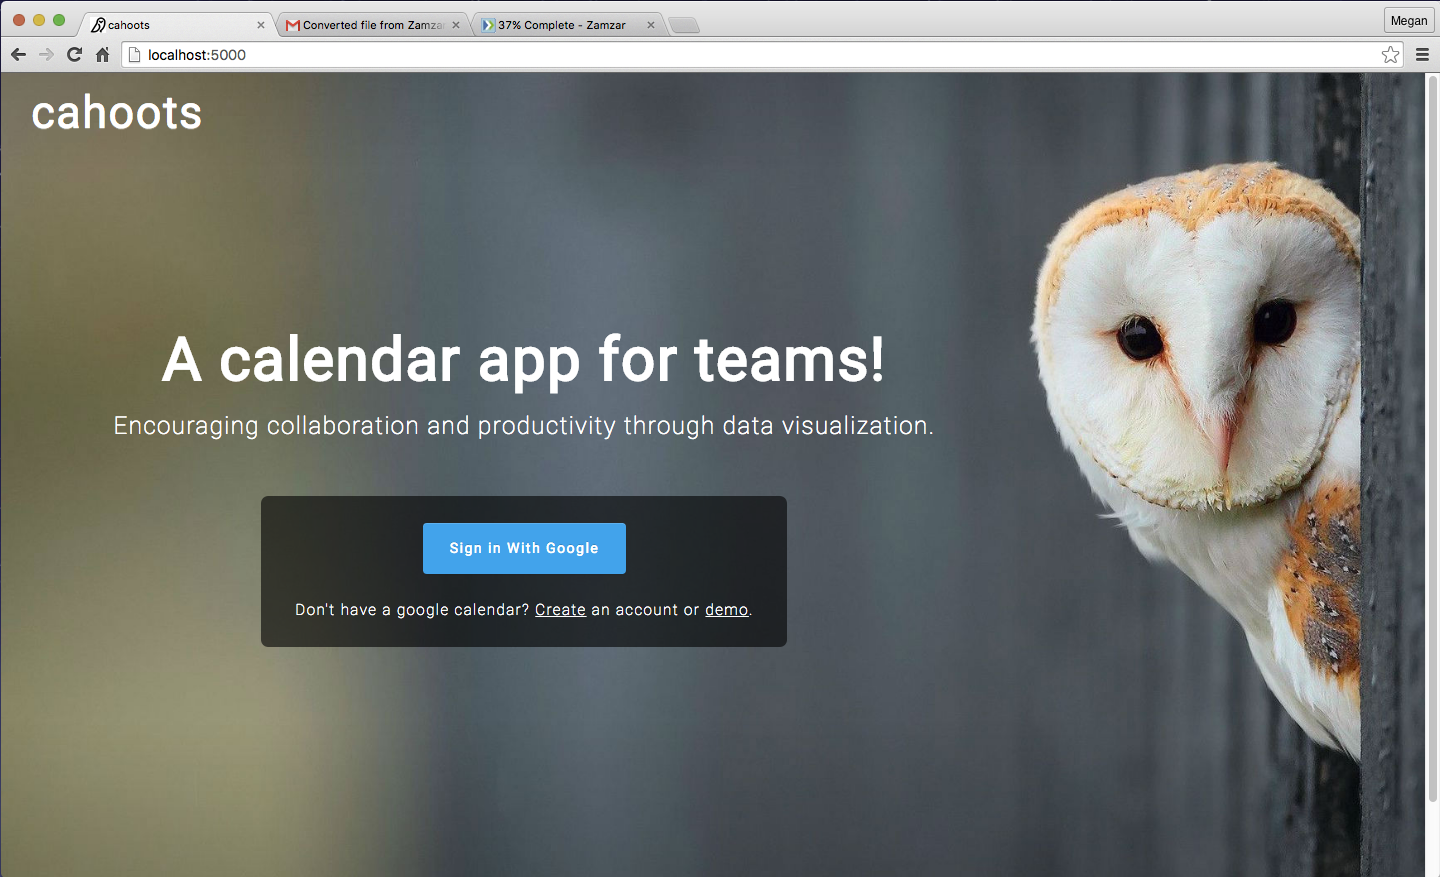 cahoots
Converted file from Zamza
37% Complete - Zamzar
Megan
localhost:5000
cahoots
A calendar app for teams!
Encouraging collaboration and productivity through data visualization.
Sign in With Google
Don't have a google calendar? Create an account or demo.